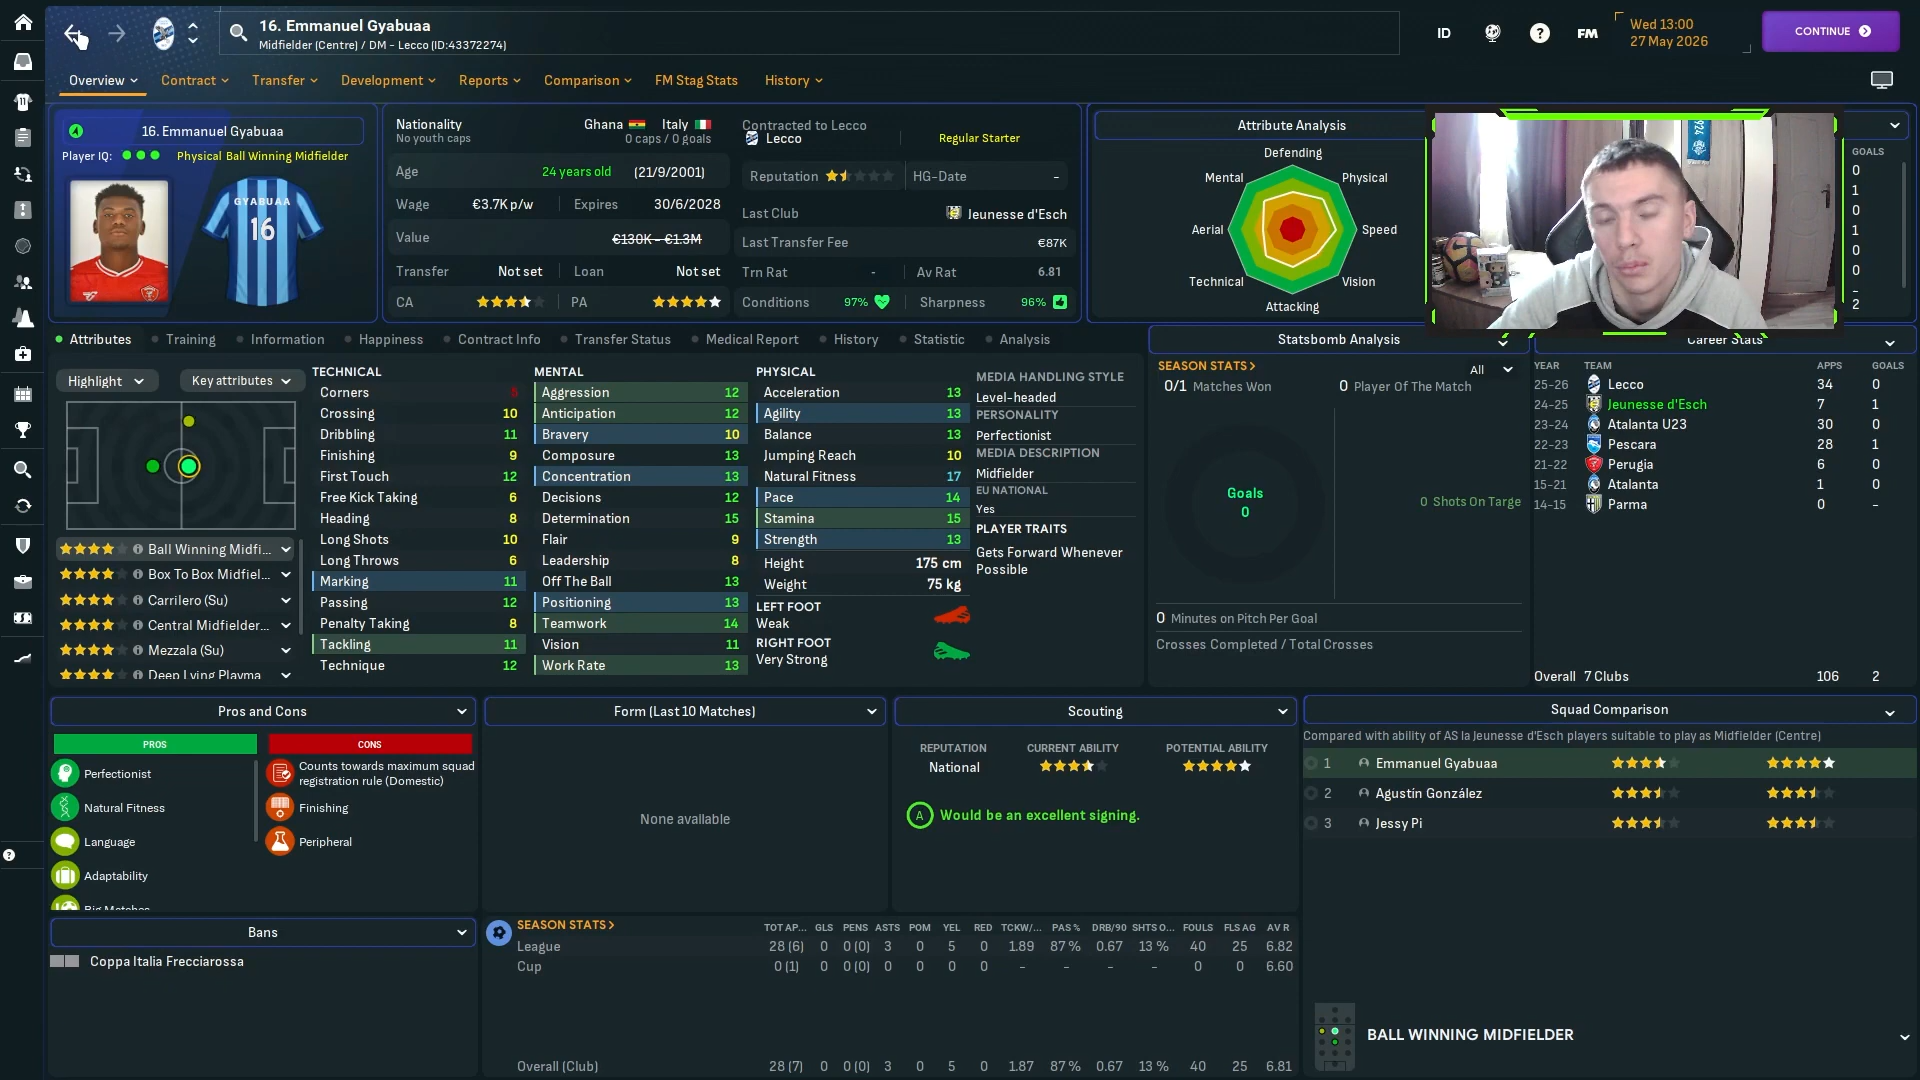 16. Emmanuel Gyabuaa
Midfielder (Centre) / DM - Lecco (ID:43372274)
ID
FM
Wed 13:00
27 May 2026
CONTINUE
Overview Contract Transfer Development Reports Comparison FM Stag Stats History
16. Emmanuel Gyabuaa
Player IQ: Physical Ball Winning Midfielder
GYABUAA
16
Nationality Ghana Italy
No youth caps 0 caps / 0 goals
Age 24 years old (21/9/2001)
Wage €3.7K p/w Expires 30/6/2028
Value €130K - €1.3M
Transfer Not set Loan Not set
CA PA
Contracted to Lecco
Lecco Regular Starter
Reputation HG-Date -
Last Club Jeunesse d'Esch
Last Transfer Fee €87K
Trn Rat - Av Rat 6.81
Conditions 97% Sharpness 96%
Attribute Analysis
Defending
Mental Physical
Aerial Speed
Technical Vision
Attacking
GOALS
0
1
0
1
0
0
-
2
Attributes Training Information Happiness Contract Info Transfer Status Medical Report History Statistic Analysis
Highlight Key attributes
Ball Winning Midfi...
Box To Box Midfiel...
Carrilero (Su)
Central Midfielder...
Mezzala (Su)
Deep Lying Playma
TECHNICAL
Corners 5
Crossing 10
Dribbling 11
Finishing 9
First Touch 12
Free Kick Taking 6
Heading 8
Long Shots 10
Long Throws 6
Marking 11
Passing 12
Penalty Taking 8
Tackling 11
Technique 12
MENTAL
Aggression 12
Anticipation 12
Bravery 10
Composure 13
Concentration 13
Decisions 12
Determination 15
Flair 9
Leadership 8
Off The Ball 13
Positioning 13
Teamwork 14
Vision 11
Work Rate 13
PHYSICAL
Acceleration 13
Agility 13
Balance 13
Jumping Reach 10
Natural Fitness 17
Pace 14
Stamina 15
Strength 13
Height 175 cm
Weight 75 kg
LEFT FOOT
Weak
RIGHT FOOT
Very Strong
MEDIA HANDLING STYLE
Level-headed
PERSONALITY
Perfectionist
MEDIA DESCRIPTION
Midfielder
EU NATIONAL
Yes
PLAYER TRAITS
Gets Forward Whenever
Possible
Statsbomb Analysis
SEASON STATS >
All
0/1 Matches Won 0 Player Of The Match
Goals
0
0 Shots On Targe
0 Minutes on Pitch Per Goal
Crosses Completed / Total Crosses
Career Stats
YEAR TEAM APPS GOALS
25-26 Lecco 34 0
24-25 Jeunesse d'Esch 7 1
23-24 Atalanta U23 30 0
22-23 Pescara 28 1
21-22 Perugia 6 0
15-21 Atalanta 1 0
14-15 Parma 0 -
Overall 7 Clubs 106 2
Pros and Cons
PROS CONS
Perfectionist
Natural Fitness
Language
Adaptability
Big Matches
Counts towards maximum squad
registration rule (Domestic)
Finishing
Peripheral
Form (Last 10 Matches)
None available
Scouting
REPUTATION CURRENT ABILITY POTENTIAL ABILITY
National
A Would be an excellent signing.
Squad Comparison
Compared with ability of AS la Jeunesse d'Esch players suitable to play as Midfielder (Centre)
1 Emmanuel Gyabuaa
2 Agustín González
3 Jessy Pi
BALL WINNING MIDFIELDER
Bans
Coppa Italia Frecciarossa
SEASON STATS > TOT AP... GLS PENS ASTS POM YEL RED TCKW/... PAS % DRB/90 SHTS O... FOULS FLS AG AV R
League 28 (6) 0 0 (0) 3 0 5 0 1.89 87 % 0.67 13 % 40 25 6.82
Cup 0 (1) 0 0 (0) 0 0 0 0 - - - - 0 0 6.60
Overall (Club) 28 (7) 0 0 (0) 3 0 5 0 1.87 87 % 0.67 13 % 40 25 6.81